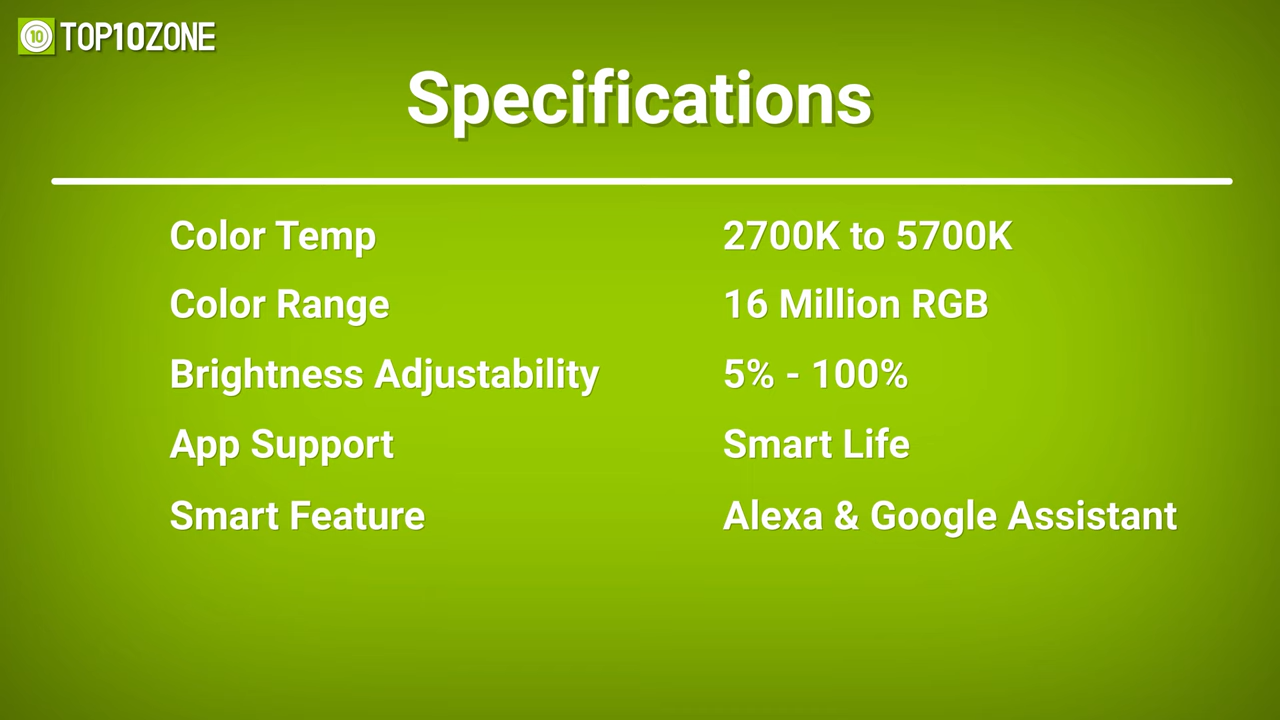 10 TOP10ZONE
Specifications
Color Temp 2700K to 5700K
Color Range 16 Million RGB
Brightness Adjustability 5% - 100%
App Support Smart Life
Smart Feature Alexa & Google Assistant